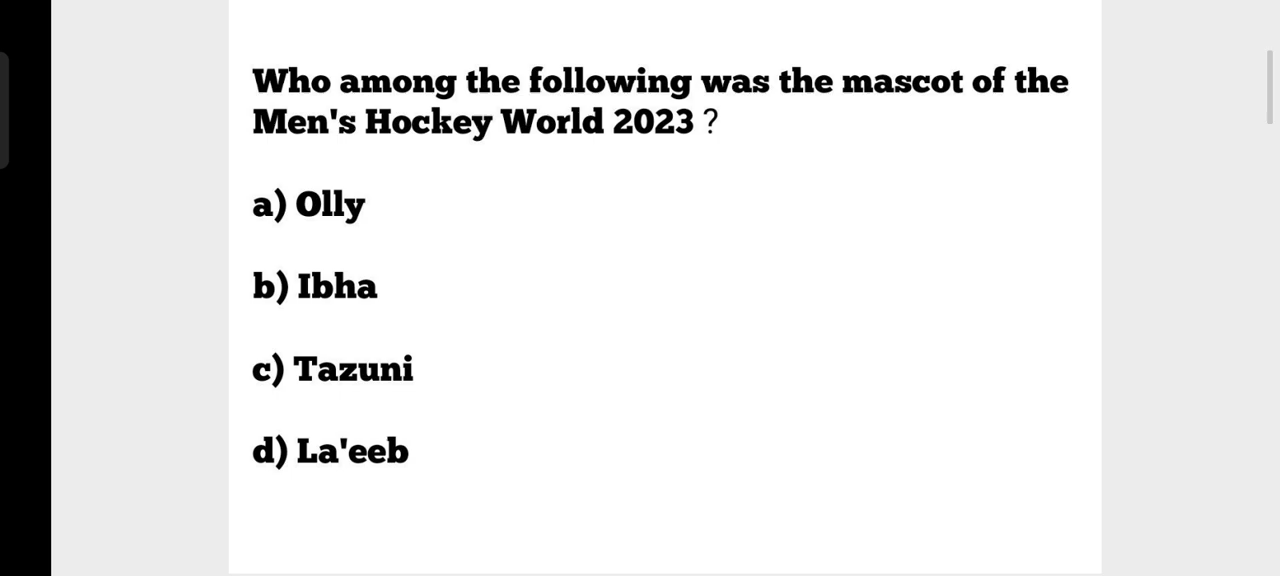 Who among the following was the mascot of the
Men's Hockey World 2023 ?
a) Olly
b) Ibha
c) Tazuni
d) La'eeb